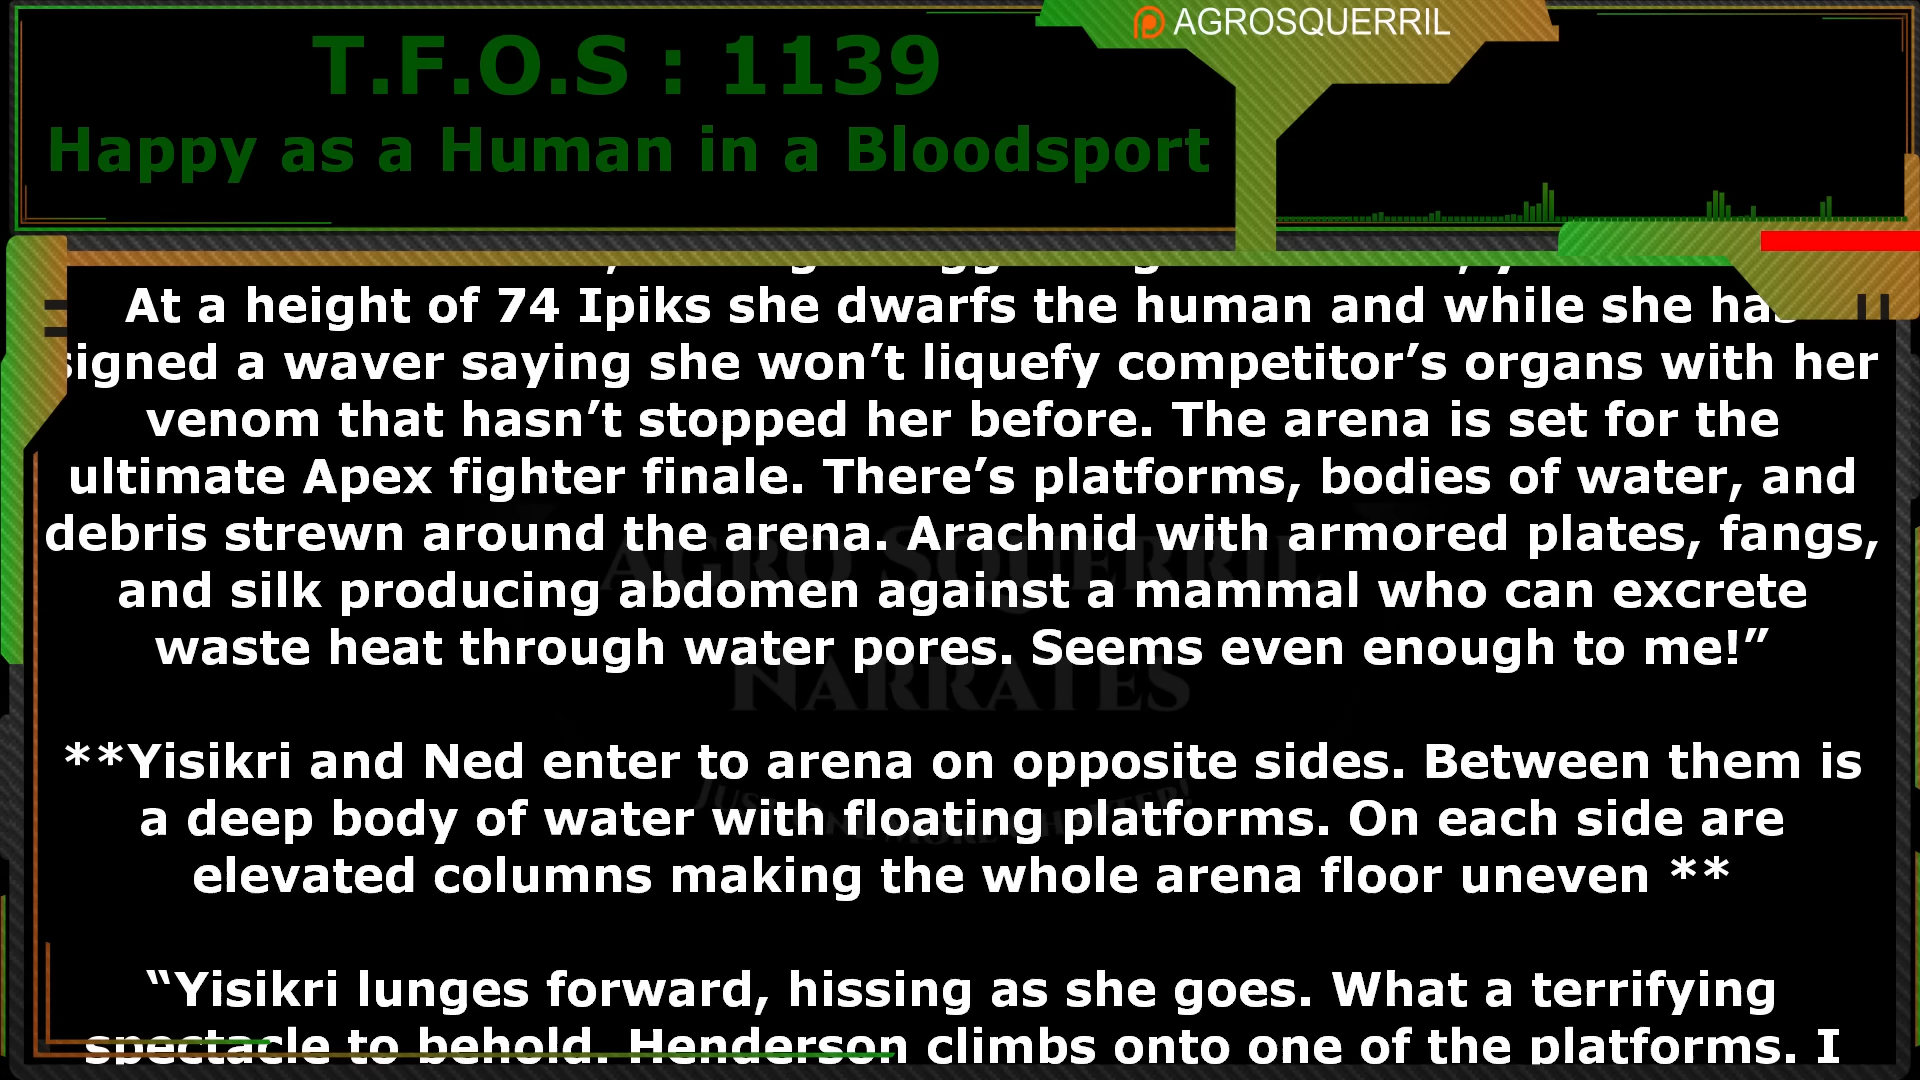 AGROSQUERRIL
T.F.O.S : 1139
Happy as a Human in a Bloodsport
At a height of 74 Ipiks she dwarfs the human and while she has
signed a waver saying she won’t liquefy competitor’s organs with her
venom that hasn’t stopped her before. The arena is set for the
ultimate Apex fighter finale. There’s platforms, bodies of water, and
debris strewn around the arena. Arachnid with armored plates, fangs,
and silk producing abdomen against a mammal who can excrete
waste heat through water pores. Seems even enough to me!”
**Yisikri and Ned enter to arena on opposite sides. Between them is
a deep body of water with floating platforms. On each side are
elevated columns making the whole arena floor uneven **
“Yisikri lunges forward, hissing as she goes. What a terrifying
spectacle to behold. Henderson climbs onto one of the platforms. I
AGRO SQUERRIL
NARRATES